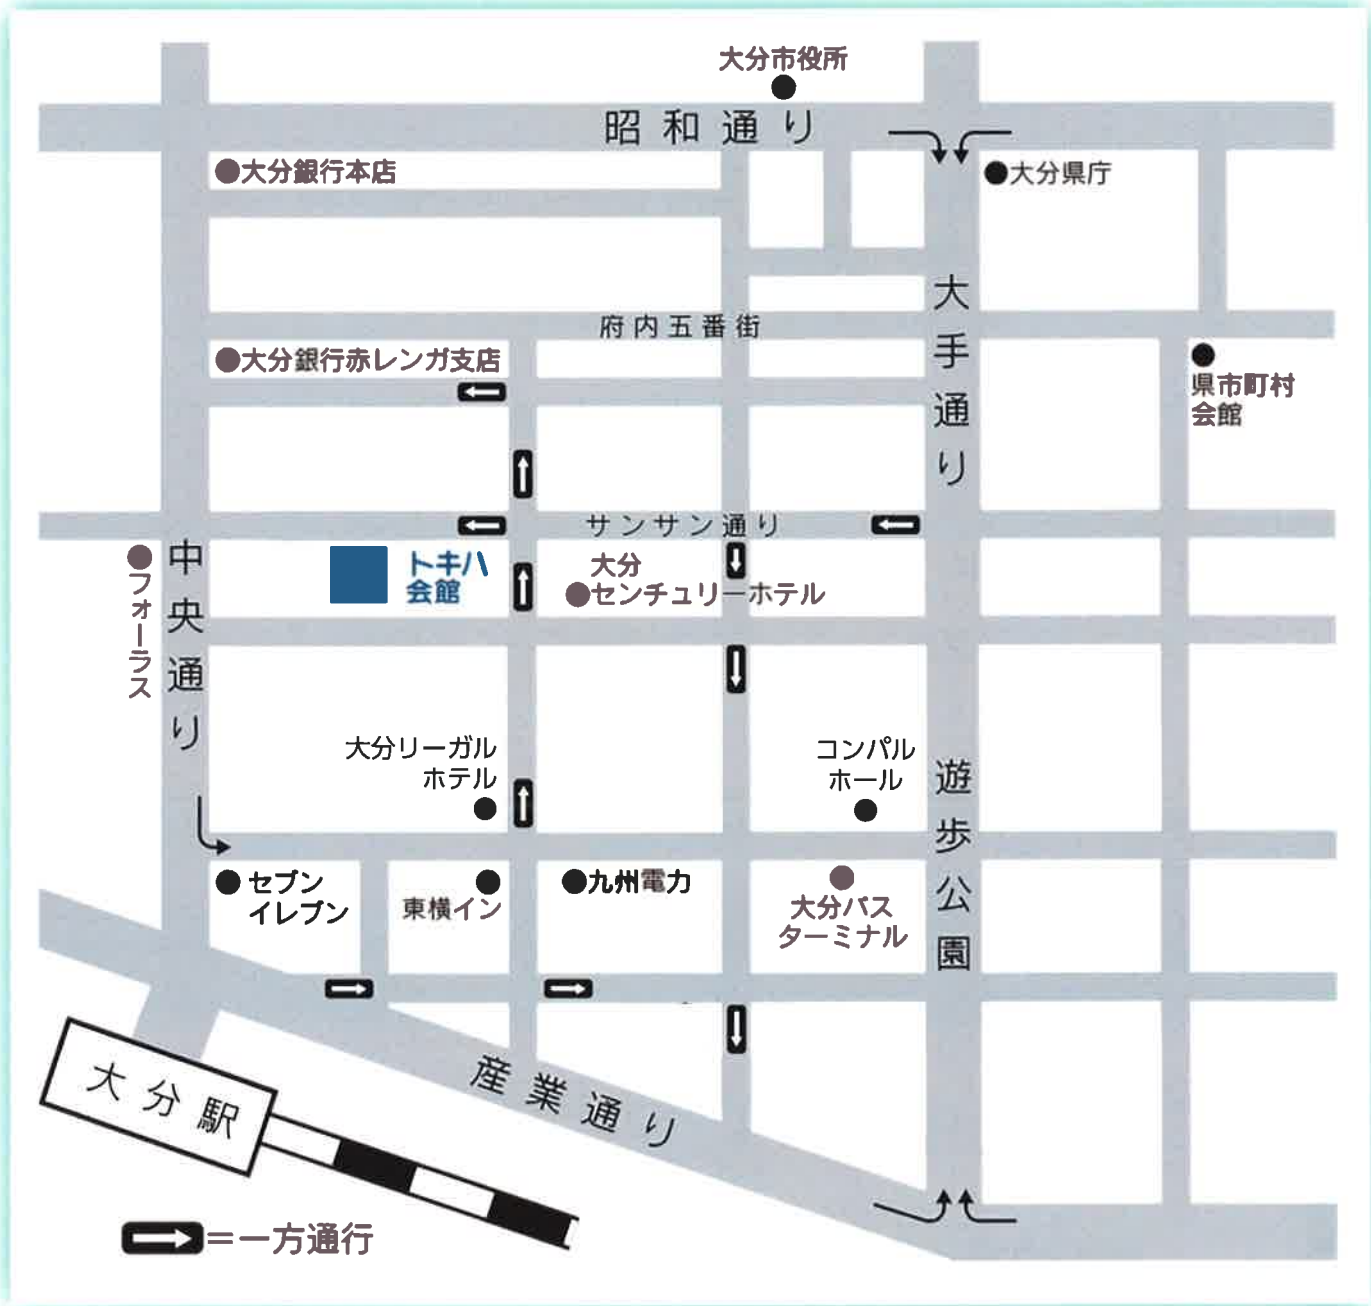 大分市役所
昭和通り
大分銀行本店
大分県庁
大手通り
府内五番街
大分銀行赤レンガ支店
県市町村
会館
サンサン通り
中央通り
フォーラス
トキハ
会館
大分
センチュリーホテル
大分リーガル
ホテル
コンパル
ホール
遊歩公園
セブン
イレブン
東横イン
九州電力
大分バス
ターミナル
産業通り
大分駅
=一方通行